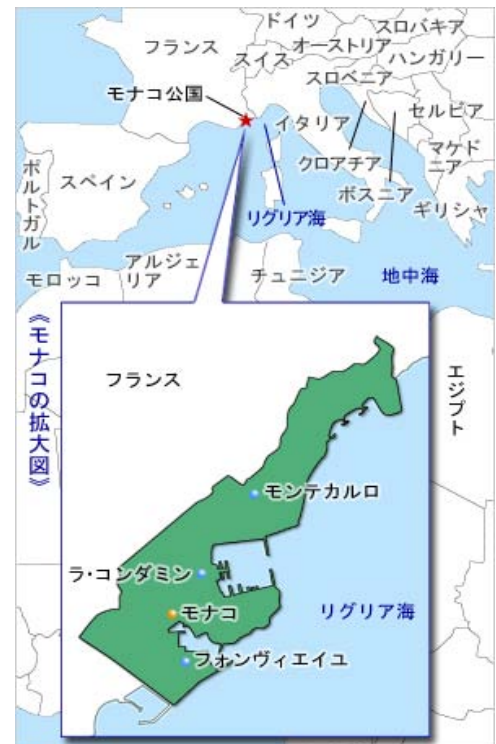 ドイツ
スロバキア
フランス
オーストリア
スイス
ハンガリー
スロベニア
モナコ公国
イタリア
セルビア
クロアチア
マケド
ニア
ボスニア
ポルトガル
スペイン
リグリア海
ギリシャ
アルジェ
リア
モロッコ
チュニジア
地中海
《モナコの拡大図》
フランス
エジプト
モンテカルロ
ラ・コンダミン
モナコ
リグリア海
フォンヴィエイユ